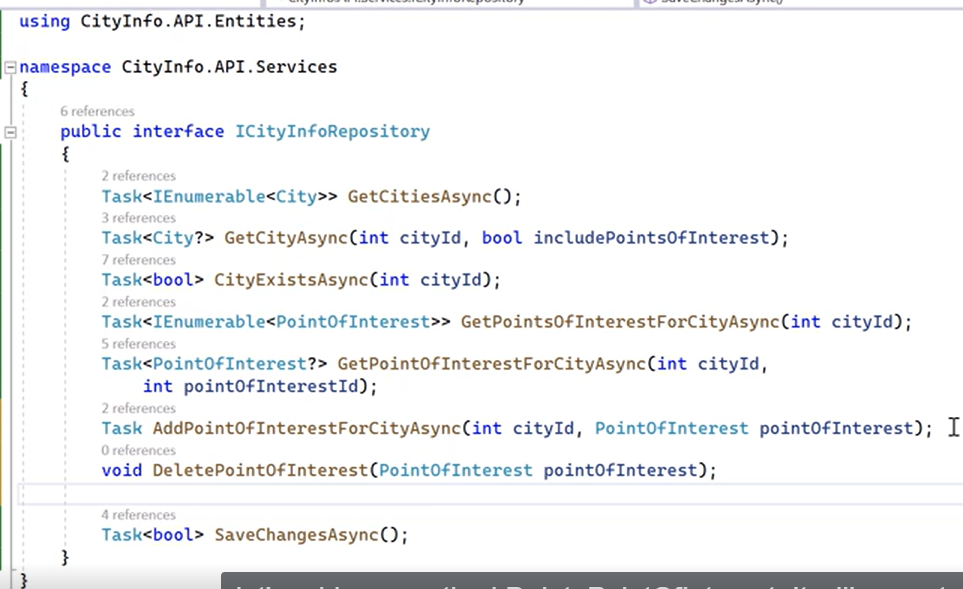 using CityInfo.API.Entities;
namespace CityInfo.API.Services
{
6 references
public interface ICityInfoRepository
{
2 references
Task<IEnumerable<City>> GetCitiesAsync();
3 references
Task<City?> GetCityAsync(int cityId, bool includePointsOfInterest);
7 references
Task<bool> CityExistsAsync(int cityId);
2 references
Task<IEnumerable<PointOfInterest>> GetPointsOfInterestForCityAsync(int cityId);
5 references
Task<PointOfInterest?> GetPointOfInterestForCityAsync(int cityId,
int pointOfInterestId);
2 references
Task AddPointOfInterestForCityAsync(int cityId, PointOfInterest pointOfInterest);
0 references
void DeletePointOfInterest(PointOfInterest pointOfInterest);
4 references
Task<bool> SaveChangesAsync();
}
}